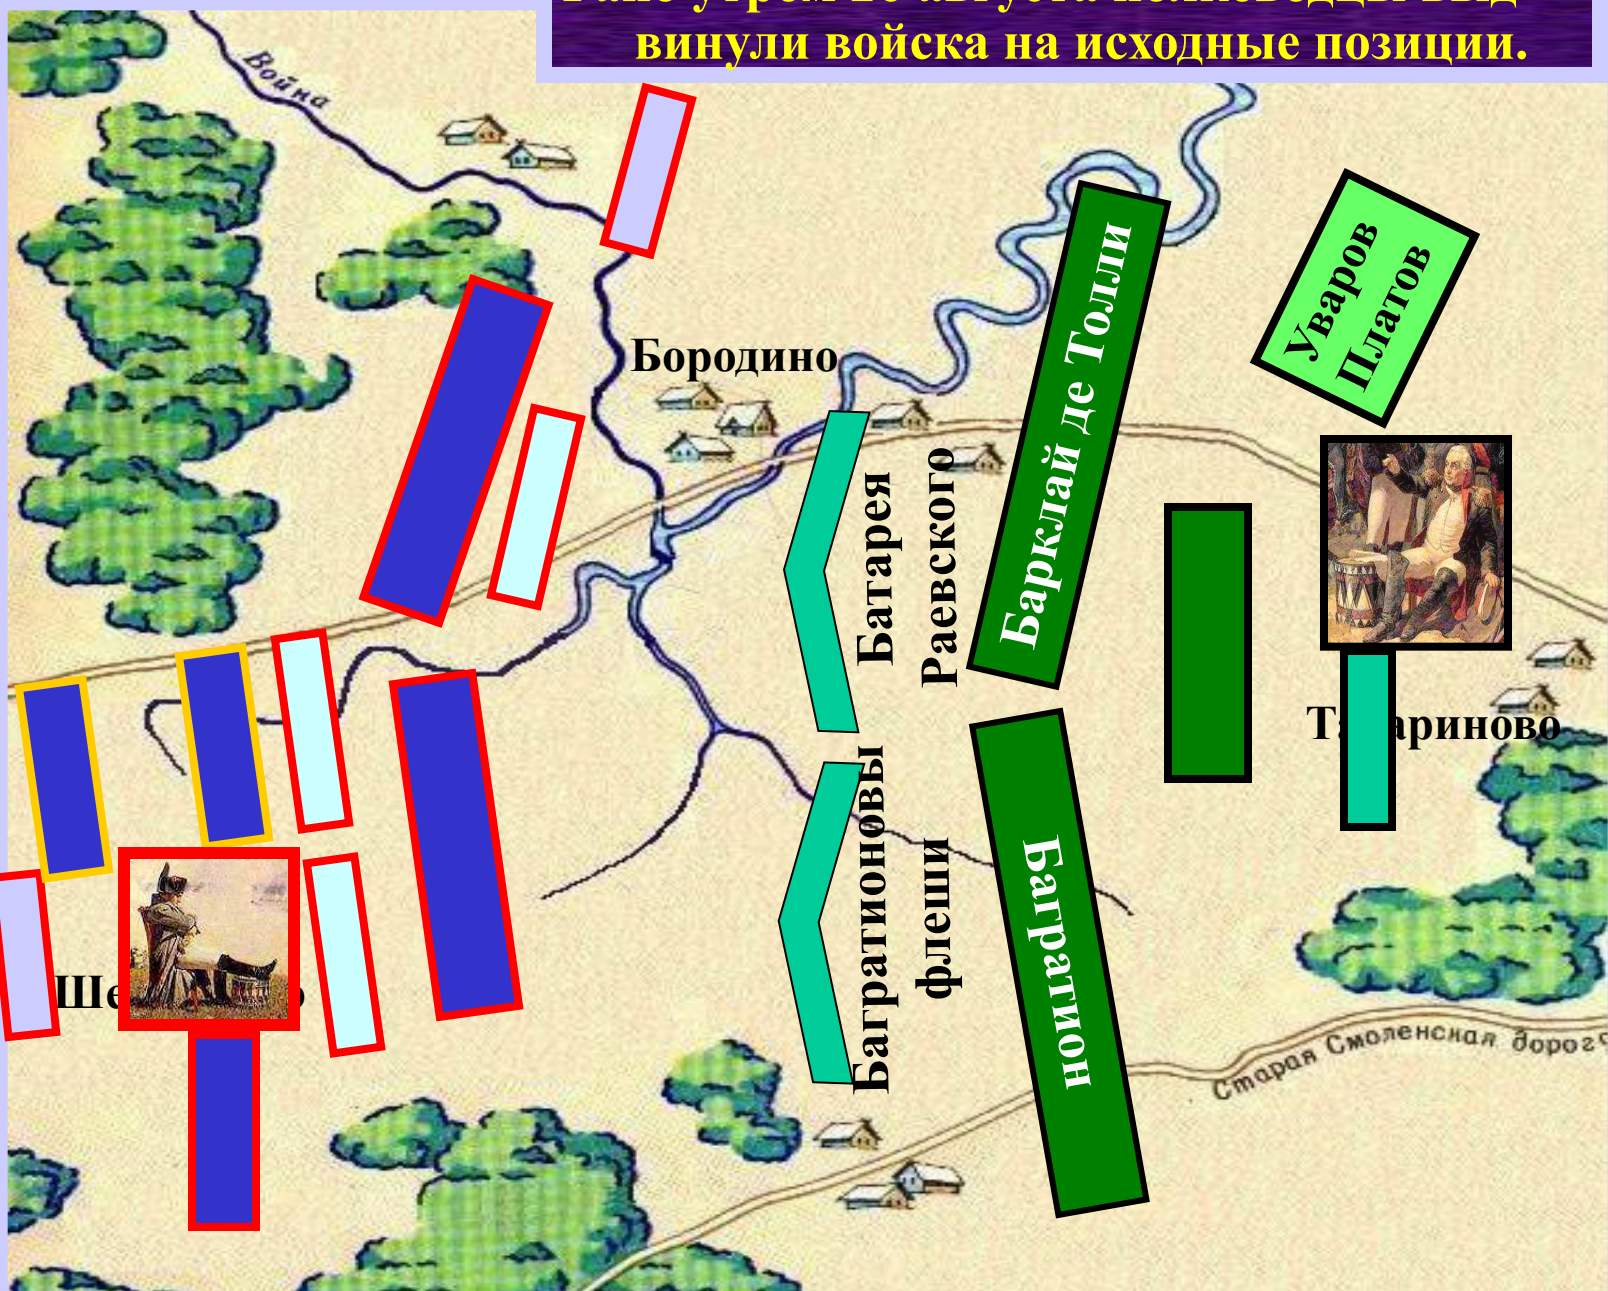 винули войска на исходные позиции.
Война
Бородино
Уваров
Платов
Барклай де Толли
Батарея
Раевского
Багратионовы
флеши
Багратион
Старая Смоленская дорога